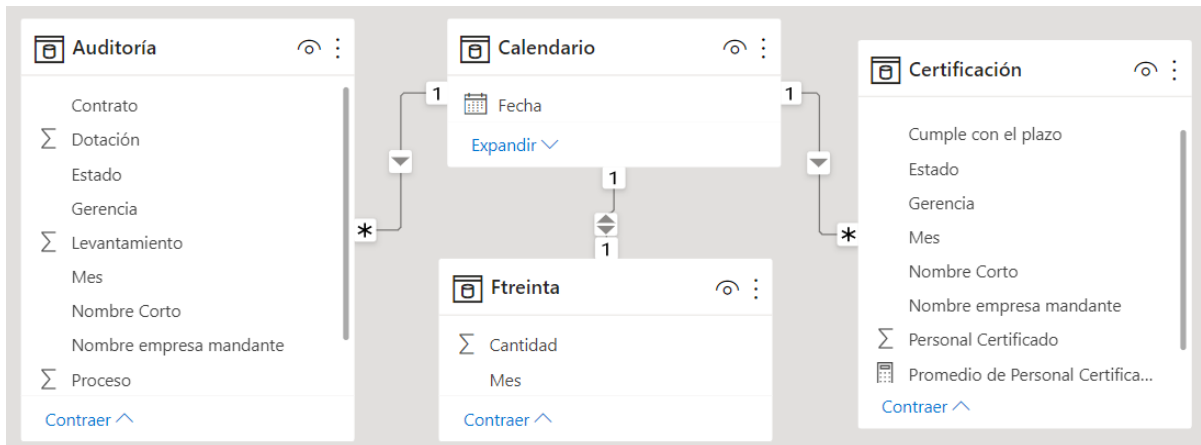 Auditoría
Contrato
Σ Dotación
Estado
Gerencia
Σ Levantamiento
Mes
Nombre Corto
Nombre empresa mandante
Σ Proceso
Contraer
Calendario
Fecha
Expandir
Certificación
Cumple con el plazo
Estado
Gerencia
Mes
Nombre Corto
Nombre empresa mandante
Σ Personal Certificado
Promedio de Personal Certifica...
Contraer
Ftreinta
Σ Cantidad
Mes
Contraer
1
*
1
*
1
1